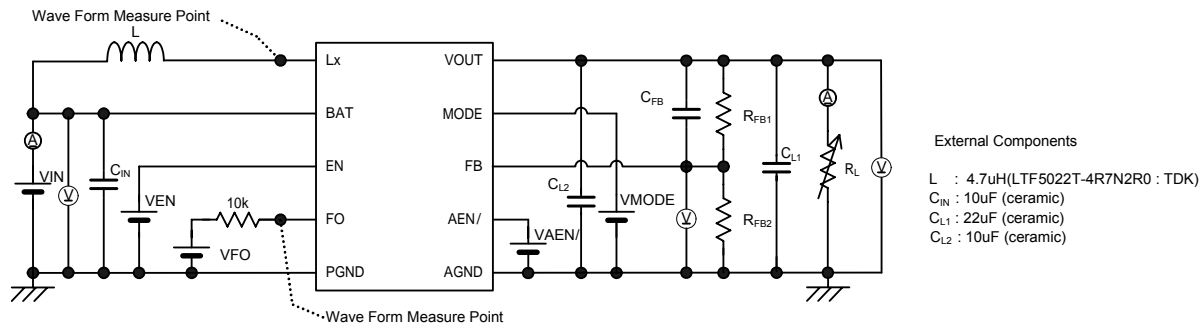 Wave Form Measure Point
L
Lx
VOUT
BAT
MODE
EN
FB
FO
AEN/
PGND
AGND
A
VIN
V
CIN
VEN
10k
VFO
Wave Form Measure Point
CFB
RFB1
CL2
VMODE
V
RFB2
VAEN/
CL1
A
RL
V
External Components
L : 4.7uH(LTF5022T-4R7N2R0 : TDK)
CIN : 10uF (ceramic)
CL1 : 22uF (ceramic)
CL2 : 10uF (ceramic)